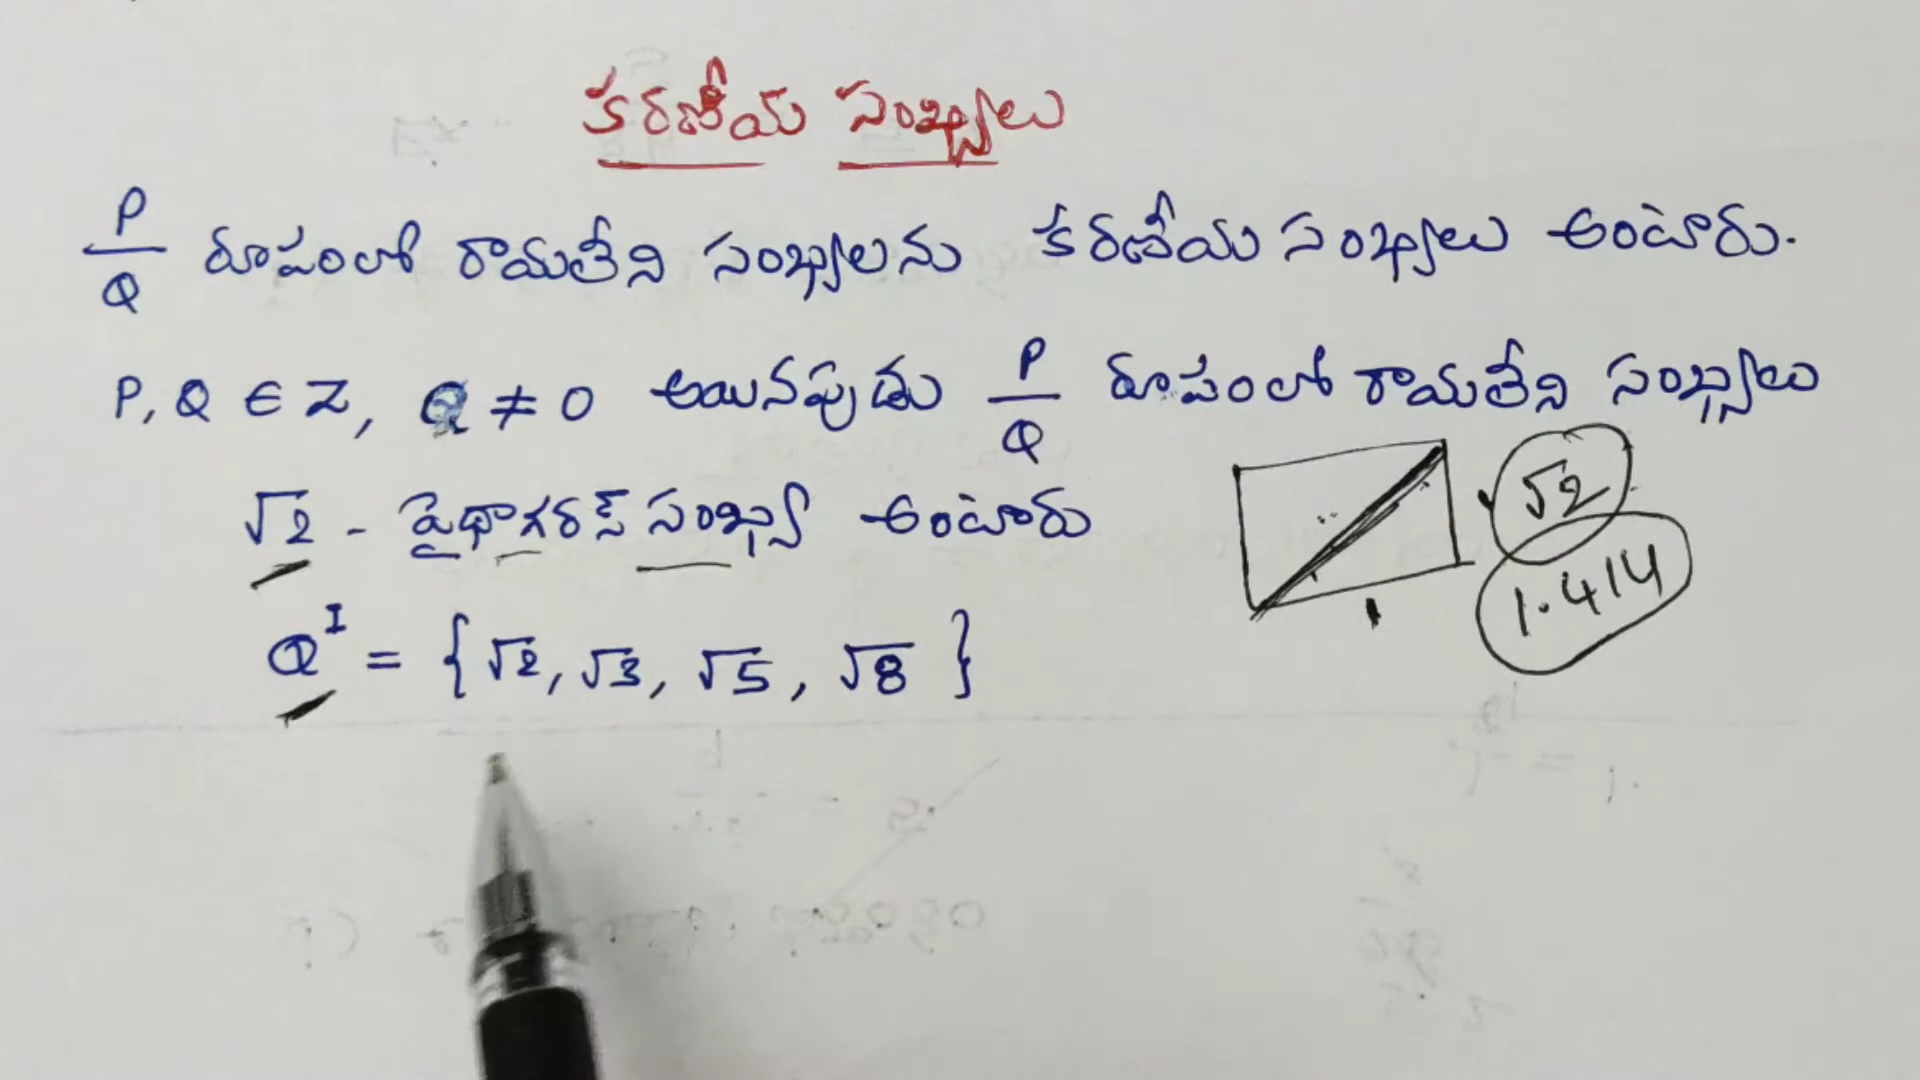 కరణీయ సంఖ్యలు
P/Q రూపంలో రాయలేని సంఖ్యలను కరణీయ సంఖ్యలు అంటారు.
P, Q ∈ Z, Q ≠ 0 అయినపుడు P/Q రూపంలో రాయలేని సంఖ్యలు
√2 - పైథాగరస్ సంఖ్య అంటారు
√2
1.414
1
Q^I = {√2, √3, √5, √8}